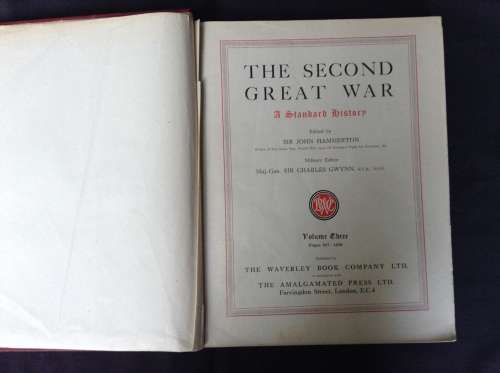 THE SECOND
GREAT WAR
A Standard History
Edited by
SIR JOHN HAMMERTON
Military Editor
Maj.-Gen. SIR CHARLES GWYNN, K.C.B., D.S.O.
Volume Three
Pages
THE WAVERLEY BOOK COMPANY LTD.
THE AMALGAMATED PRESS LTD.
Farringdon Street, London, E.C.4